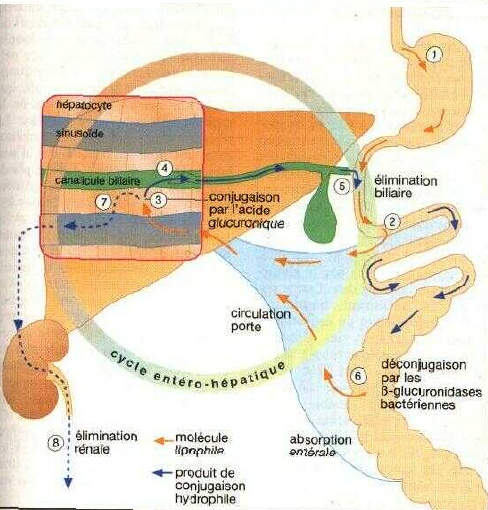 1
hépatocyte
sinusoïde
canalicule biliaire
4
7
3
conjugaison
par l'acide
glucuronique
5
élimination
biliaire
2
circulation
porte
cycle entéro-hépatique
6
déconjugaison
par les
β-glucuronidases
bactériennes
8
élimination
rénale
molécule
lipophile
produit de
conjugaison
hydrophile
absorption
entérale